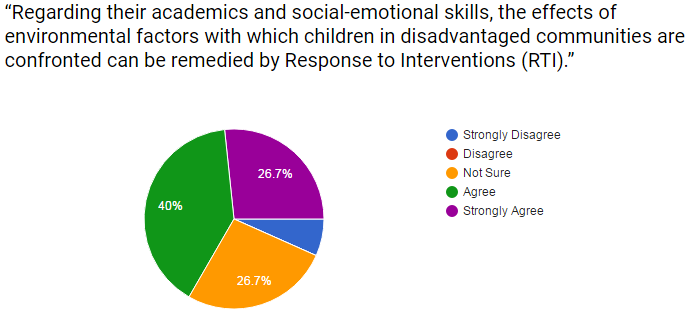 “Regarding their academics and social-emotional skills, the effects of
environmental factors with which children in disadvantaged communities are
confronted can be remedied by Response to Interventions (RTI).”
26.7%
40%
26.7%
Strongly Disagree
Disagree
Not Sure
Agree
Strongly Agree